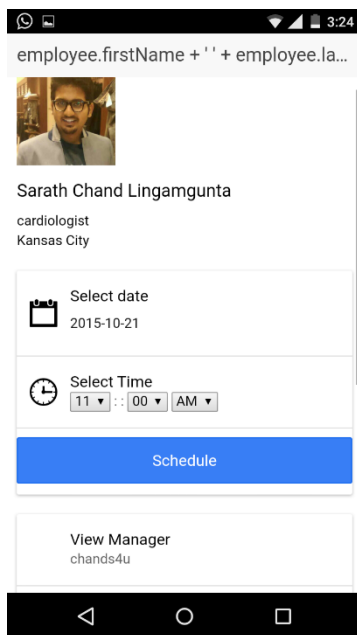 3:24
employee.firstName + ' ' + employee.la...
Sarath Chand Lingamgunta
cardiologist
Kansas City
Select date
2015-10-21
Select Time
11 : : 00 AM
Schedule
View Manager
chands4u